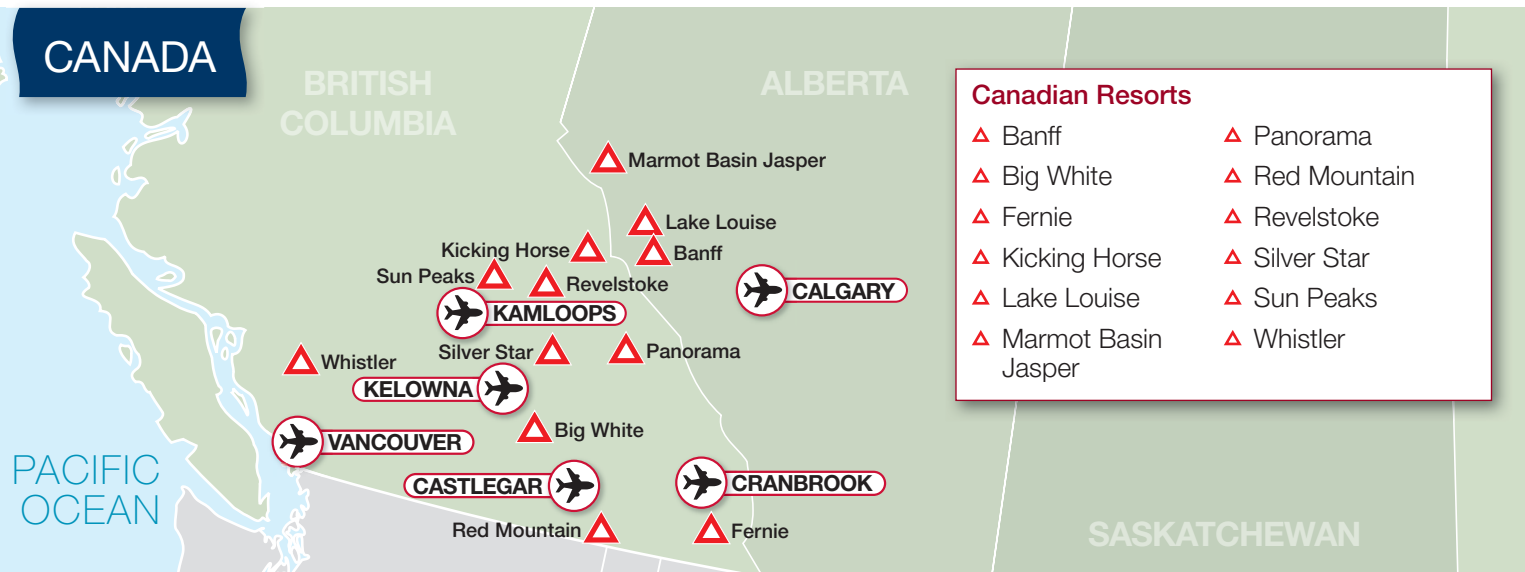 CANADA
BRITISH
COLUMBIA
ALBERTA
Marmot Basin Jasper
Lake Louise
Kicking Horse
Banff
Sun Peaks
Revelstoke
CALGARY
KAMLOOPS
Silver Star
Panorama
Whistler
KELOWNA
Big White
VANCOUVER
PACIFIC
OCEAN
CASTLEGAR
CRANBROOK
Red Mountain
Fernie
SASKATCHEWAN
Canadian Resorts
Banff
Big White
Fernie
Kicking Horse
Lake Louise
Marmot Basin
Jasper
Panorama
Red Mountain
Revelstoke
Silver Star
Sun Peaks
Whistler